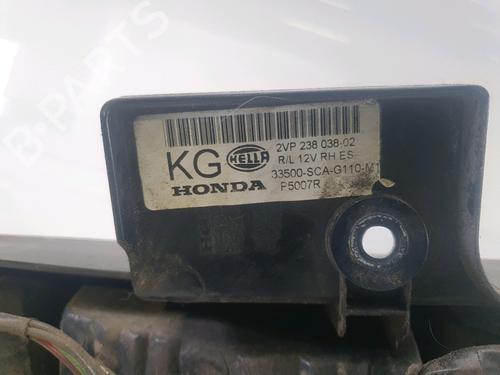 2VP 238 038-02
KG HELLA R/L 12V RH ES
33500-SCA-G110-M1
HONDA P5007R
B-PARTS